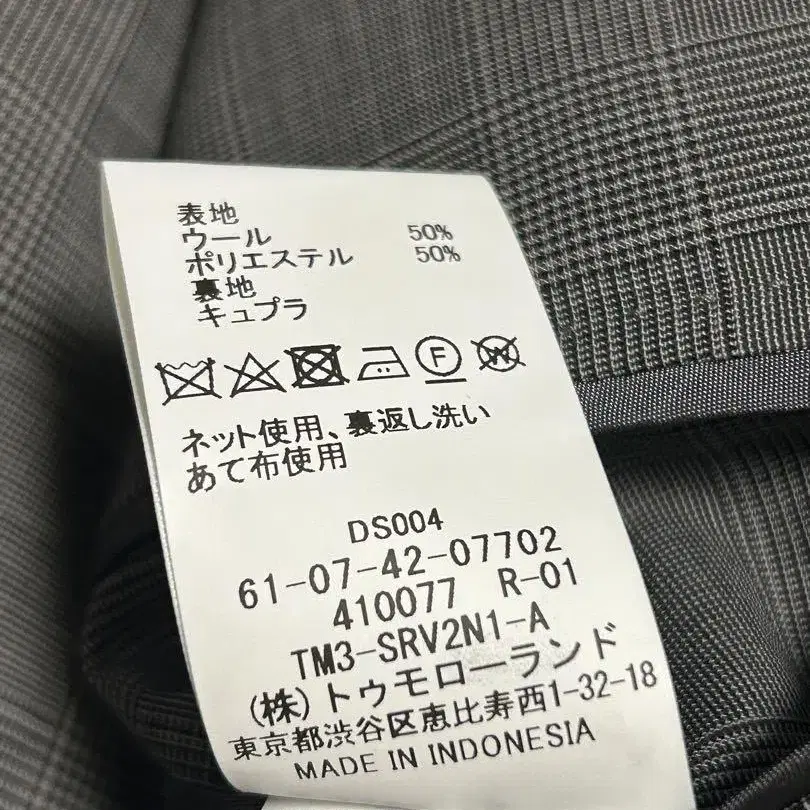 表地
ウール 50%
ポリエステル 50%
裏地
キュプラ
F W
ネット使用、裏返し洗い
あて布使用
DS004
61-07-42-07702
410077 R-01
TM3-SRV2N1-A
(株)トゥモローランド
東京都渋谷区恵比寿西1-32-18
MADE IN INDONESIA